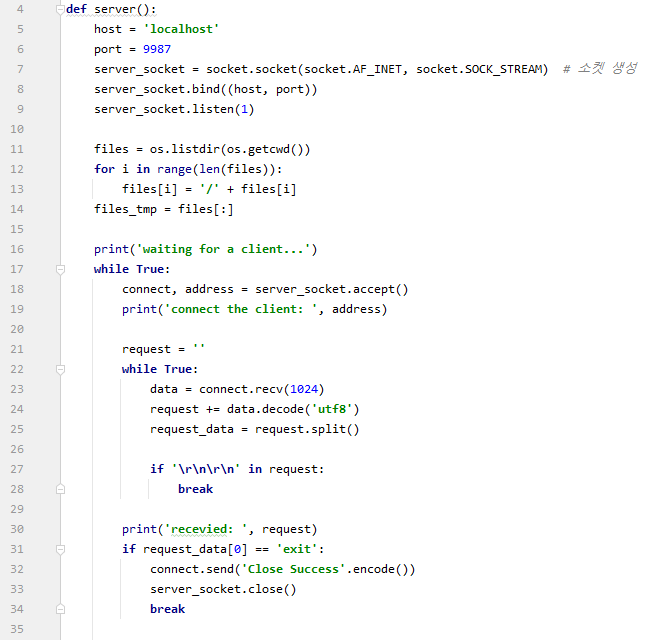 4 def server():
5     host = 'localhost'
6     port = 9987
7     server_socket = socket.socket(socket.AF_INET, socket.SOCK_STREAM)  # 소켓 생성
8     server_socket.bind((host, port))
9     server_socket.listen(1)
10
11     files = os.listdir(os.getcwd())
12     for i in range(len(files)):
13         files[i] = '/' + files[i]
14     files_tmp = files[:]
15
16     print('waiting for a client...')
17     while True:
18         connect, address = server_socket.accept()
19         print('connect the client: ', address)
20
21         request = ''
22         while True:
23             data = connect.recv(1024)
24             request += data.decode('utf8')
25             request_data = request.split()
26
27             if '\r\n\r\n' in request:
28                 break
29
30         print('recevied: ', request)
31         if request_data[0] == 'exit':
32             connect.send('Close Success'.encode())
33             server_socket.close()
34             break
35